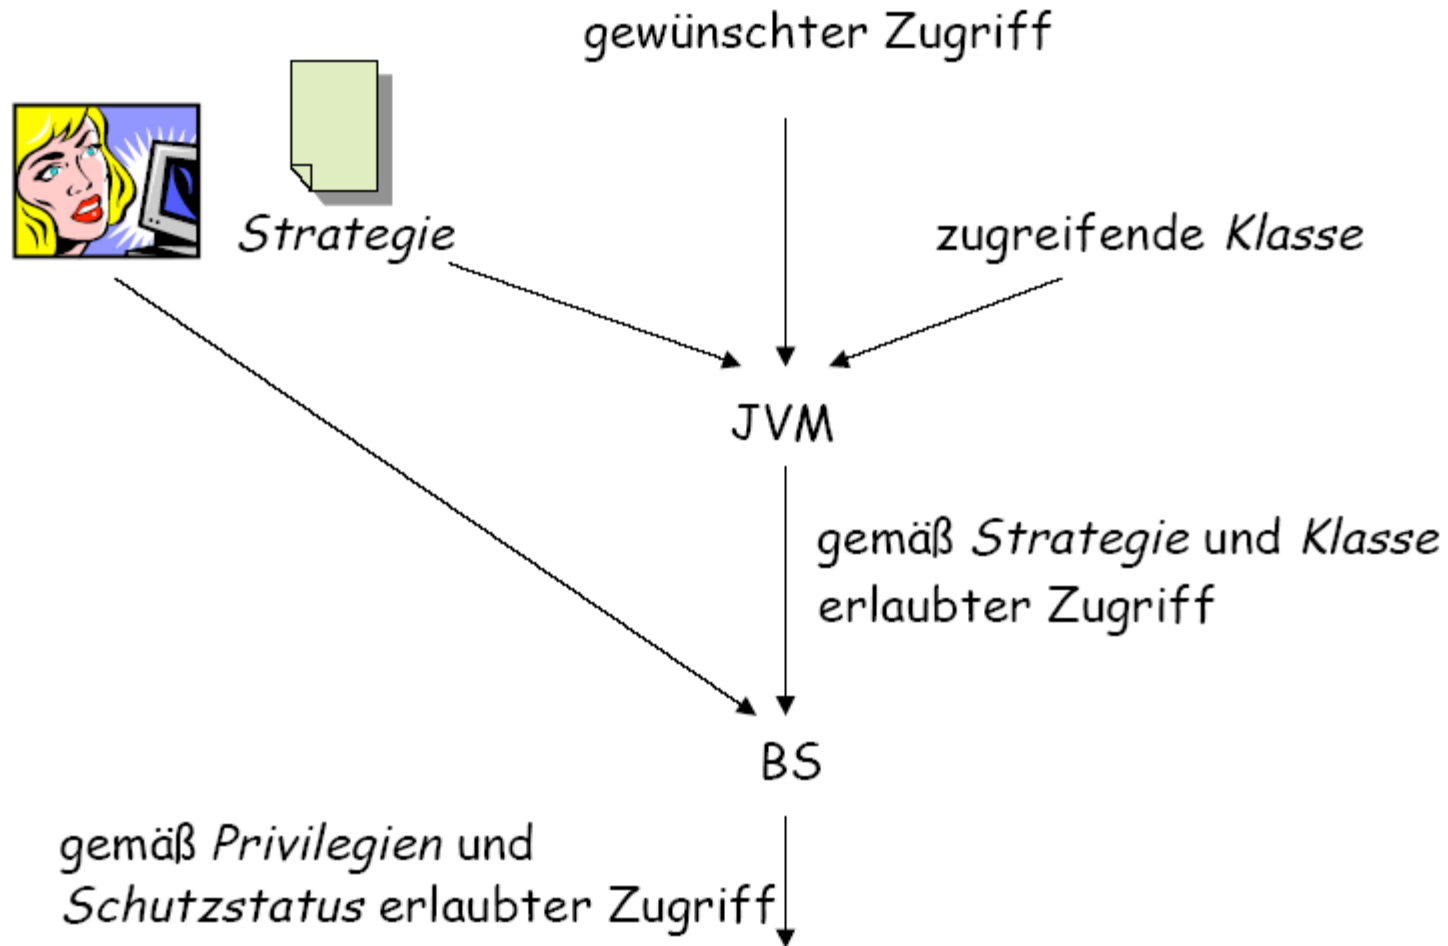 gewünschter Zugriff
Strategie
zugreifende Klasse
JVM
gemäß Strategie und Klasse
erlaubter Zugriff
BS
gemäß Privilegien und
Schutzstatus erlaubter Zugriff